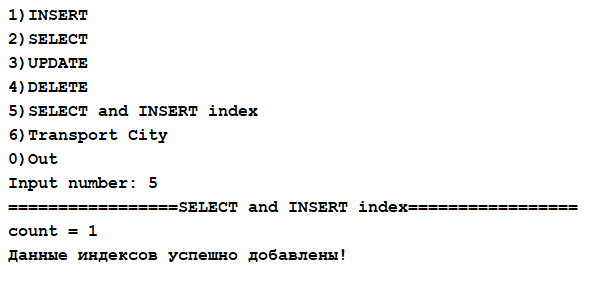 1)INSERT
2)SELECT
3)UPDATE
4)DELETE
5)SELECT and INSERT index
6)Transport City
0)Out
Input number: 5
=================SELECT and INSERT index=================
count = 1
Данные индексов успешно добавлены!